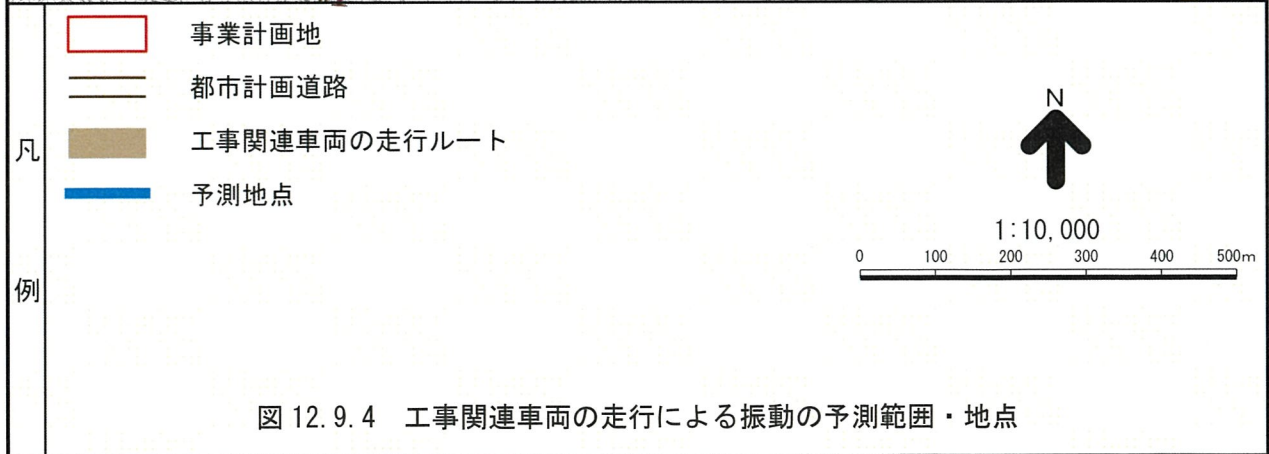 凡例
事業計画地
都市計画道路
工事関連車両の走行ルート
予測地点
N
1:10,000
0 100 200 300 400 500m
図 12.9.4 工事関連車両の走行による振動の予測範囲・地点